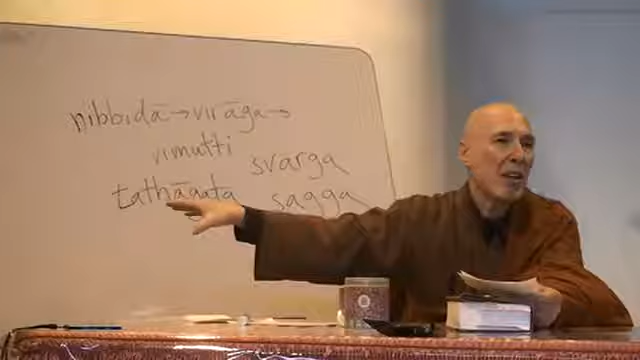 nibbidā→virāga→
vimutti svarga
tathāgata sagga